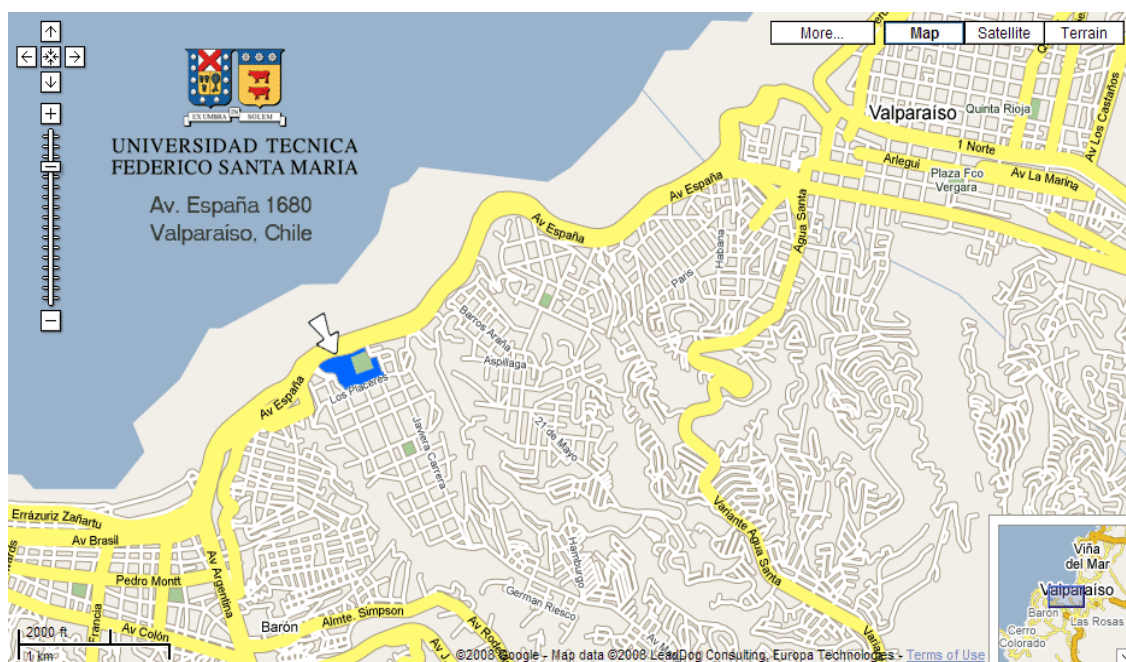 More...
Map
Satellite
Terrain
EX UMBRA
IN
SOLEM
UNIVERSIDAD TECNICA
FEDERICO SANTA MARIA
Av. España 1680
Valparaíso, Chile
Quinta Rioja
Valparaíso
Av Los Castaños
1 Norte
Arlegui
Av La Marina
Plaza Fco
Vergara
Av España
Av España
Agua Santa
Habana
Paris
Barros Araña
Aspillaga
Los Placeres
Av España
Javiera Carrera
21 de Mayo
Variante Agua Santa
Errázuriz Zañartu
Av Brasil
Pedro Montt
Av Argentina
Francia
Av Colón
Barón
Almte. Simpson
German Riesco
Hamburgo
Av J
Viña
del Mar
Valparaíso
Barón
Las Rosas
Cerro
Colorado
2000 ft
1 km
©2008 Google - Map data ©2008 LeadDog Consulting, Europa Technologies - Terms of Use